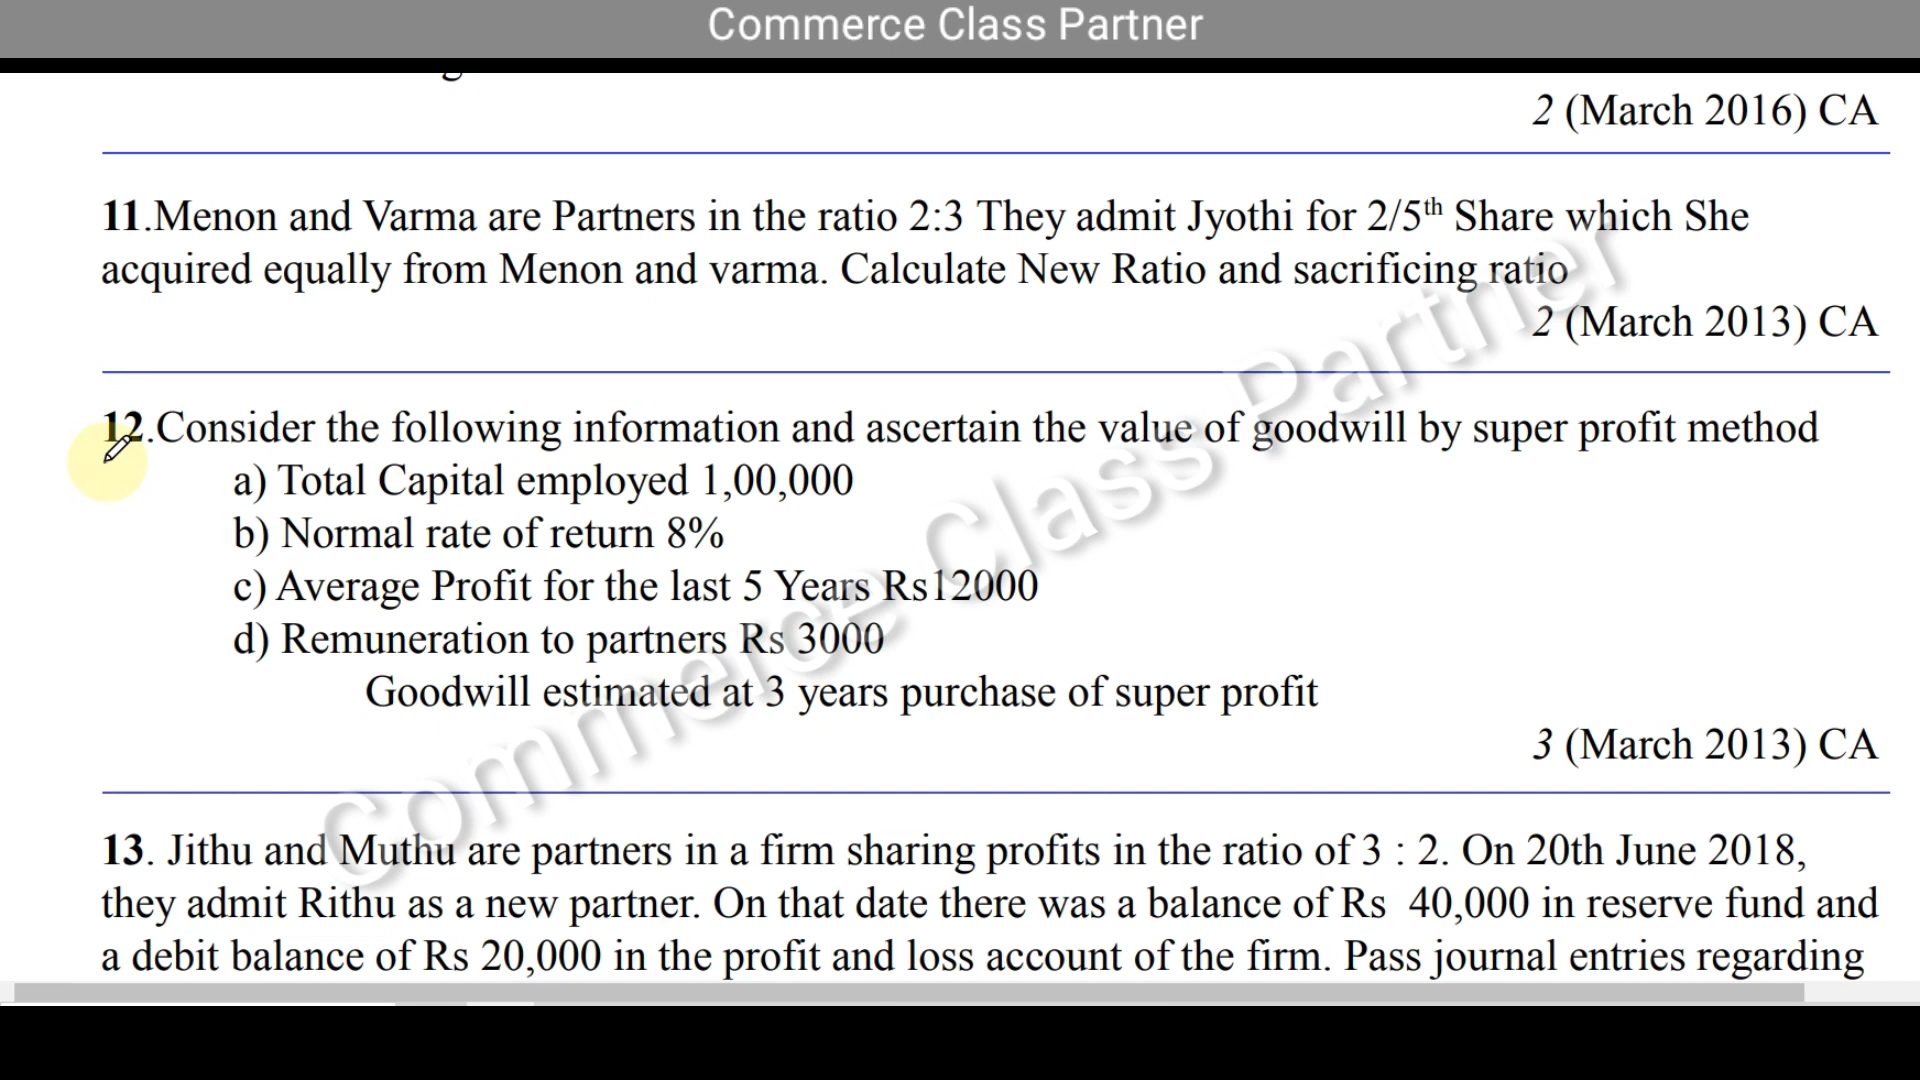 Commerce Class Partner
2 (March 2016) CA
11.Menon and Varma are Partners in the ratio 2:3 They admit Jyothi for 2/5th Share which She
acquired equally from Menon and varma. Calculate New Ratio and sacrificing ratio
2 (March 2013) CA
12.Consider the following information and ascertain the value of goodwill by super profit method
a) Total Capital employed 1,00,000
b) Normal rate of return 8%
c) Average Profit for the last 5 Years Rs12000
d) Remuneration to partners Rs 3000
Goodwill estimated at 3 years purchase of super profit
3 (March 2013) CA
13. Jithu and Muthu are partners in a firm sharing profits in the ratio of 3 : 2. On 20th June 2018,
they admit Rithu as a new partner. On that date there was a balance of Rs 40,000 in reserve fund and
a debit balance of Rs 20,000 in the profit and loss account of the firm. Pass journal entries regarding
Commerce Class Partner